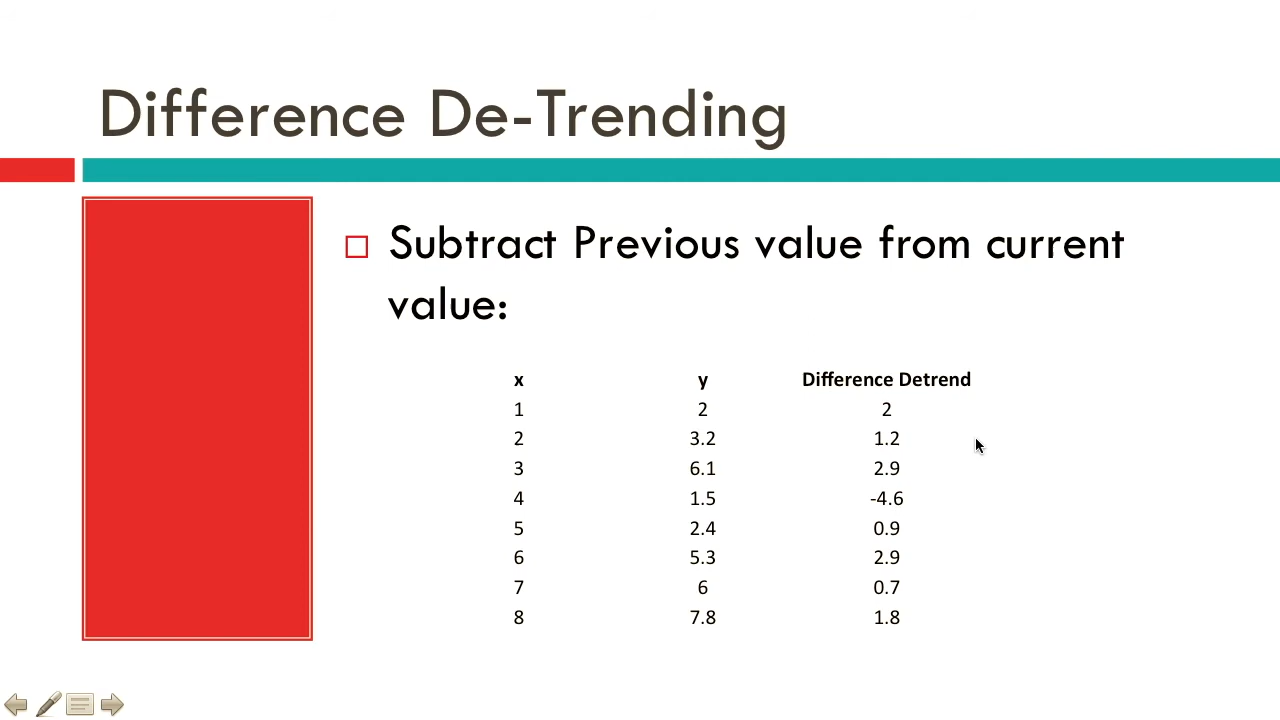 Difference De-Trending
Subtract Previous value from current
value:
x y Difference Detrend
1 2 2
2 3.2 1.2
3 6.1 2.9
4 1.5 -4.6
5 2.4 0.9
6 5.3 2.9
7 6 0.7
8 7.8 1.8